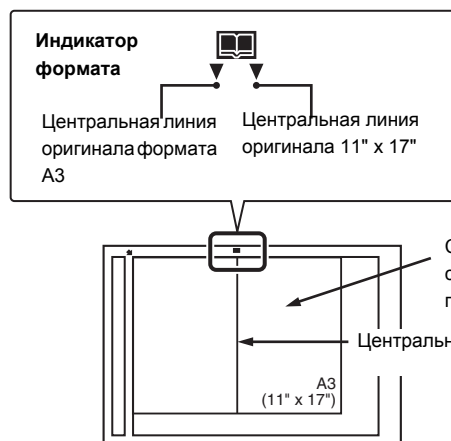 Индикатор
формата
Центральная линия
оригинала формата
A3
Центральная линия
оригинала 11" x 17"
Центральн
A3
(11" x 17")